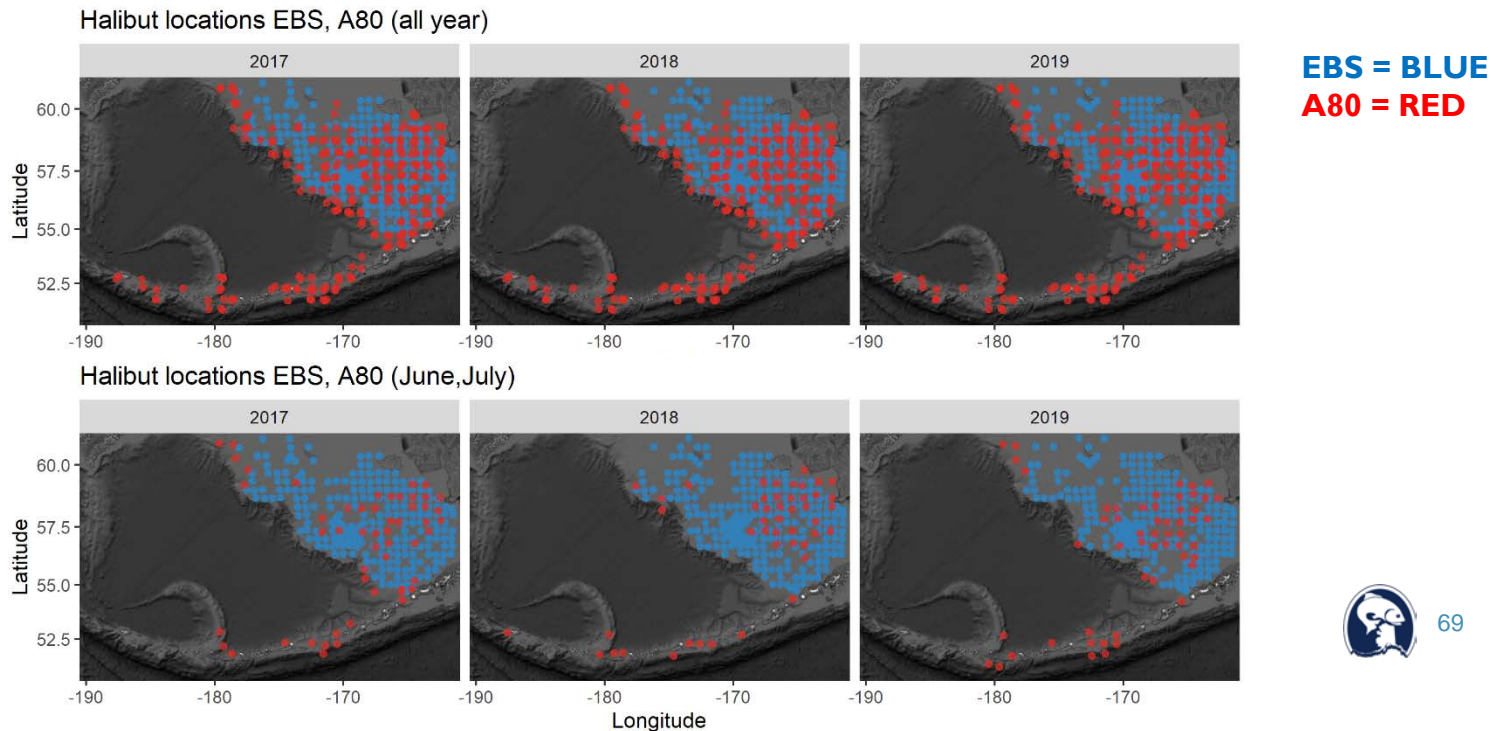 Halibut locations EBS, A80 (all year)
2017 2018 2019
EBS = BLUE
A80 = RED
60.0
57.5
55.0
52.5
Latitude
-190 -180 -170 -190 -180 -170 -190 -180 -170
Halibut locations EBS, A80 (June,July)
2017 2018 2019
60.0
57.5
55.0
52.5
Latitude
-190 -180 -170 -190 -180 -170 -190 -180 -170
Longitude
69